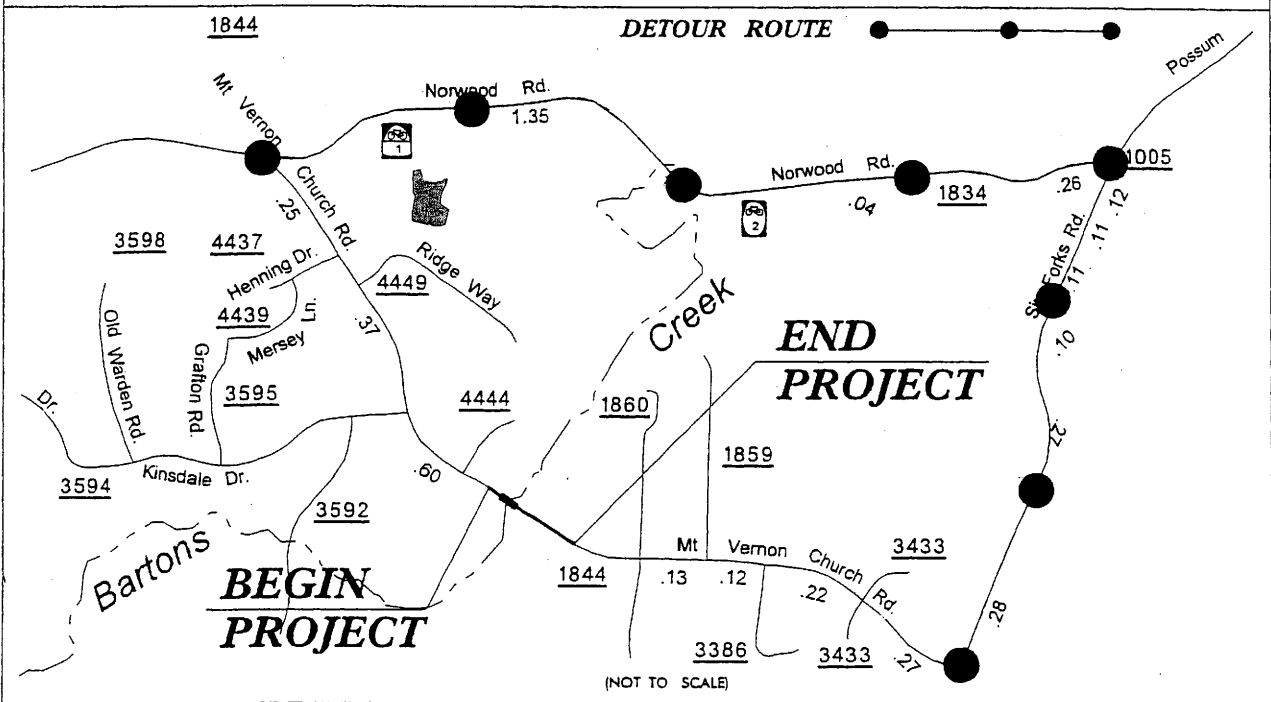 1844
DETOUR ROUTE
Possum
Mt Vernon
Norwood Rd.
1.35
1
Church Rd.
.25
Norwood Rd.
.04
2
1834
.26
1005
.12
.11
.11
Forks Rd.
.10
.27
.28
3598
4437
Henning Dr.
4449
Ridge Way
4439
Mersey Ln.
.37
Old Warden Rd.
Grafton Rd.
3595
Dr.
3594
Kinsdale Dr.
4444
.60
3592
Creek
1860
END
PROJECT
1859
Bartons
BEGIN
PROJECT
1844
Mt Vernon Church Rd.
.13
.12
.22
3433
3386
3433
.27
(NOT TO SCALE)